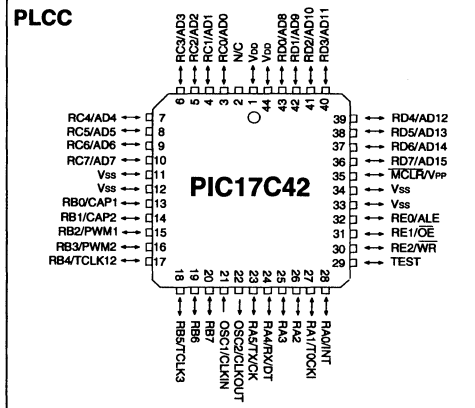 PLCC
RC3/AD3
RC2/AD2
RC1/AD1
RC0/AD0
N/C
VDD
VDD
RD0/AD8
RD1/AD9
RD2/AD10
RD3/AD11
6 5 4 3 2 1 44 43 42 41 40
RC4/AD4 7
RC5/AD5 8
RC6/AD6 9
RC7/AD7 10
Vss 11
Vss 12
RB0/CAP1 13
RB1/CAP2 14
RB2/PWM1 15
RB3/PWM2 16
RB4/TCLK12 17
PIC17C42
39 RD4/AD12
38 RD5/AD13
37 RD6/AD14
36 RD7/AD15
35 MCLR/VPP
34 Vss
33 Vss
32 RE0/ALE
31 RE1/OE
30 RE2/WR
29 TEST
18 19 20 21 22 23 24 25 26 27 28
RB5/TCLK3
RB6
RB7
OSC1/CLKIN
OSC2/CLKOUT
RA5/TX/CK
RA4/RX/DT
RA3
RA2
RA1/T0CKI
RA0/INT